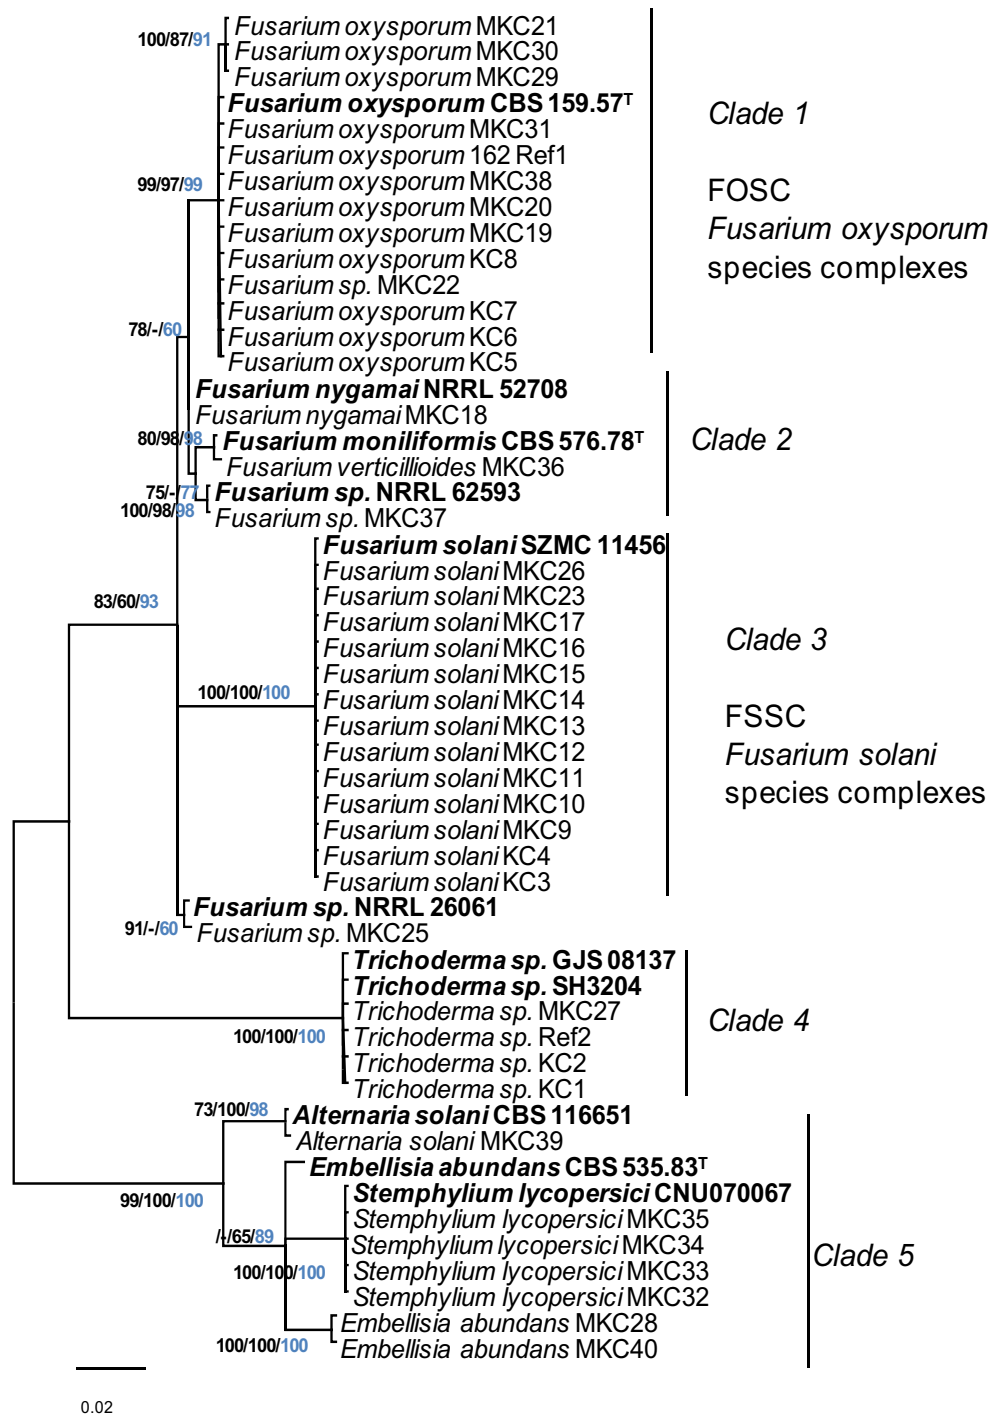 Fusarium oxysporum MKC21
100/87/91
Fusarium oxysporum MKC30
Fusarium oxysporum MKC29
Fusarium oxysporum CBS 159.57T
Clade 1
Fusarium oxysporum MKC31
Fusarium oxysporum 162 Ref1
99/97/99
Fusarium oxysporum MKC38
FOSC
Fusarium oxysporum MKC20
Fusarium oxysporum MKC19
Fusarium oxysporum
Fusarium oxysporum KC8
species complexes
Fusarium sp. MKC22
Fusarium oxysporum KC7
78/-/60
Fusarium oxysporum KC6
Fusarium oxysporum KC5
Fusarium nygamai NRRL 52708
Fusarium nygamai MKC18
80/98/98
Fusarium moniliformis CBS 576.78T
Clade 2
Fusarium verticillioides MKC36
75/-/77
Fusarium sp. NRRL 62593
100/98/98
Fusarium sp. MKC37
Fusarium solani SZMC 11456
Fusarium solani MKC26
Fusarium solani MKC23
83/60/93
Fusarium solani MKC17
Clade 3
Fusarium solani MKC16
Fusarium solani MKC15
100/100/100
Fusarium solani MKC14
FSSC
Fusarium solani MKC13
Fusarium solani MKC12
Fusarium solani
Fusarium solani MKC11
species complexes
Fusarium solani MKC10
Fusarium solani MKC9
Fusarium solani KC4
Fusarium solani KC3
Fusarium sp. NRRL 26061
91/-/60
Fusarium sp. MKC25
Trichoderma sp. GJS 08137
Trichoderma sp. SH3204
Trichoderma sp. MKC27
Clade 4
100/100/100
Trichoderma sp. Ref2
Trichoderma sp. KC2
Trichoderma sp. KC1
73/100/98
Alternaria solani CBS 116651
Alternaria solani MKC39
Embellisia abundans CBS 535.83T
99/100/100
Stemphylium lycopersici CNU070067
Stemphylium lycopersici MKC35
/-/65/89
Stemphylium lycopersici MKC34
Clade 5
100/100/100
Stemphylium lycopersici MKC33
Stemphylium lycopersici MKC32
Embellisia abundans MKC28
100/100/100
Embellisia abundans MKC40
0.02